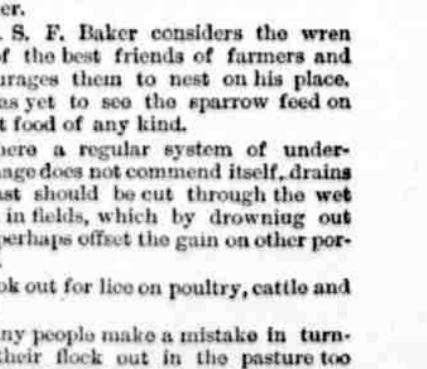 er.
. S. F. Baker considers the wren
f the best friends of farmers and
urages them to nest on his place.
as yet to see the sparrow feed on
t food of any kind.
here a regular system of under-
nage does not commend itself, drains
ast should be cut through the wet
in fields, which by drowning out
perhaps offset the gain on other por-
ok out for lice on poultry, cattle and
ny people make a mistake in turn-
their flock out in the pasture too